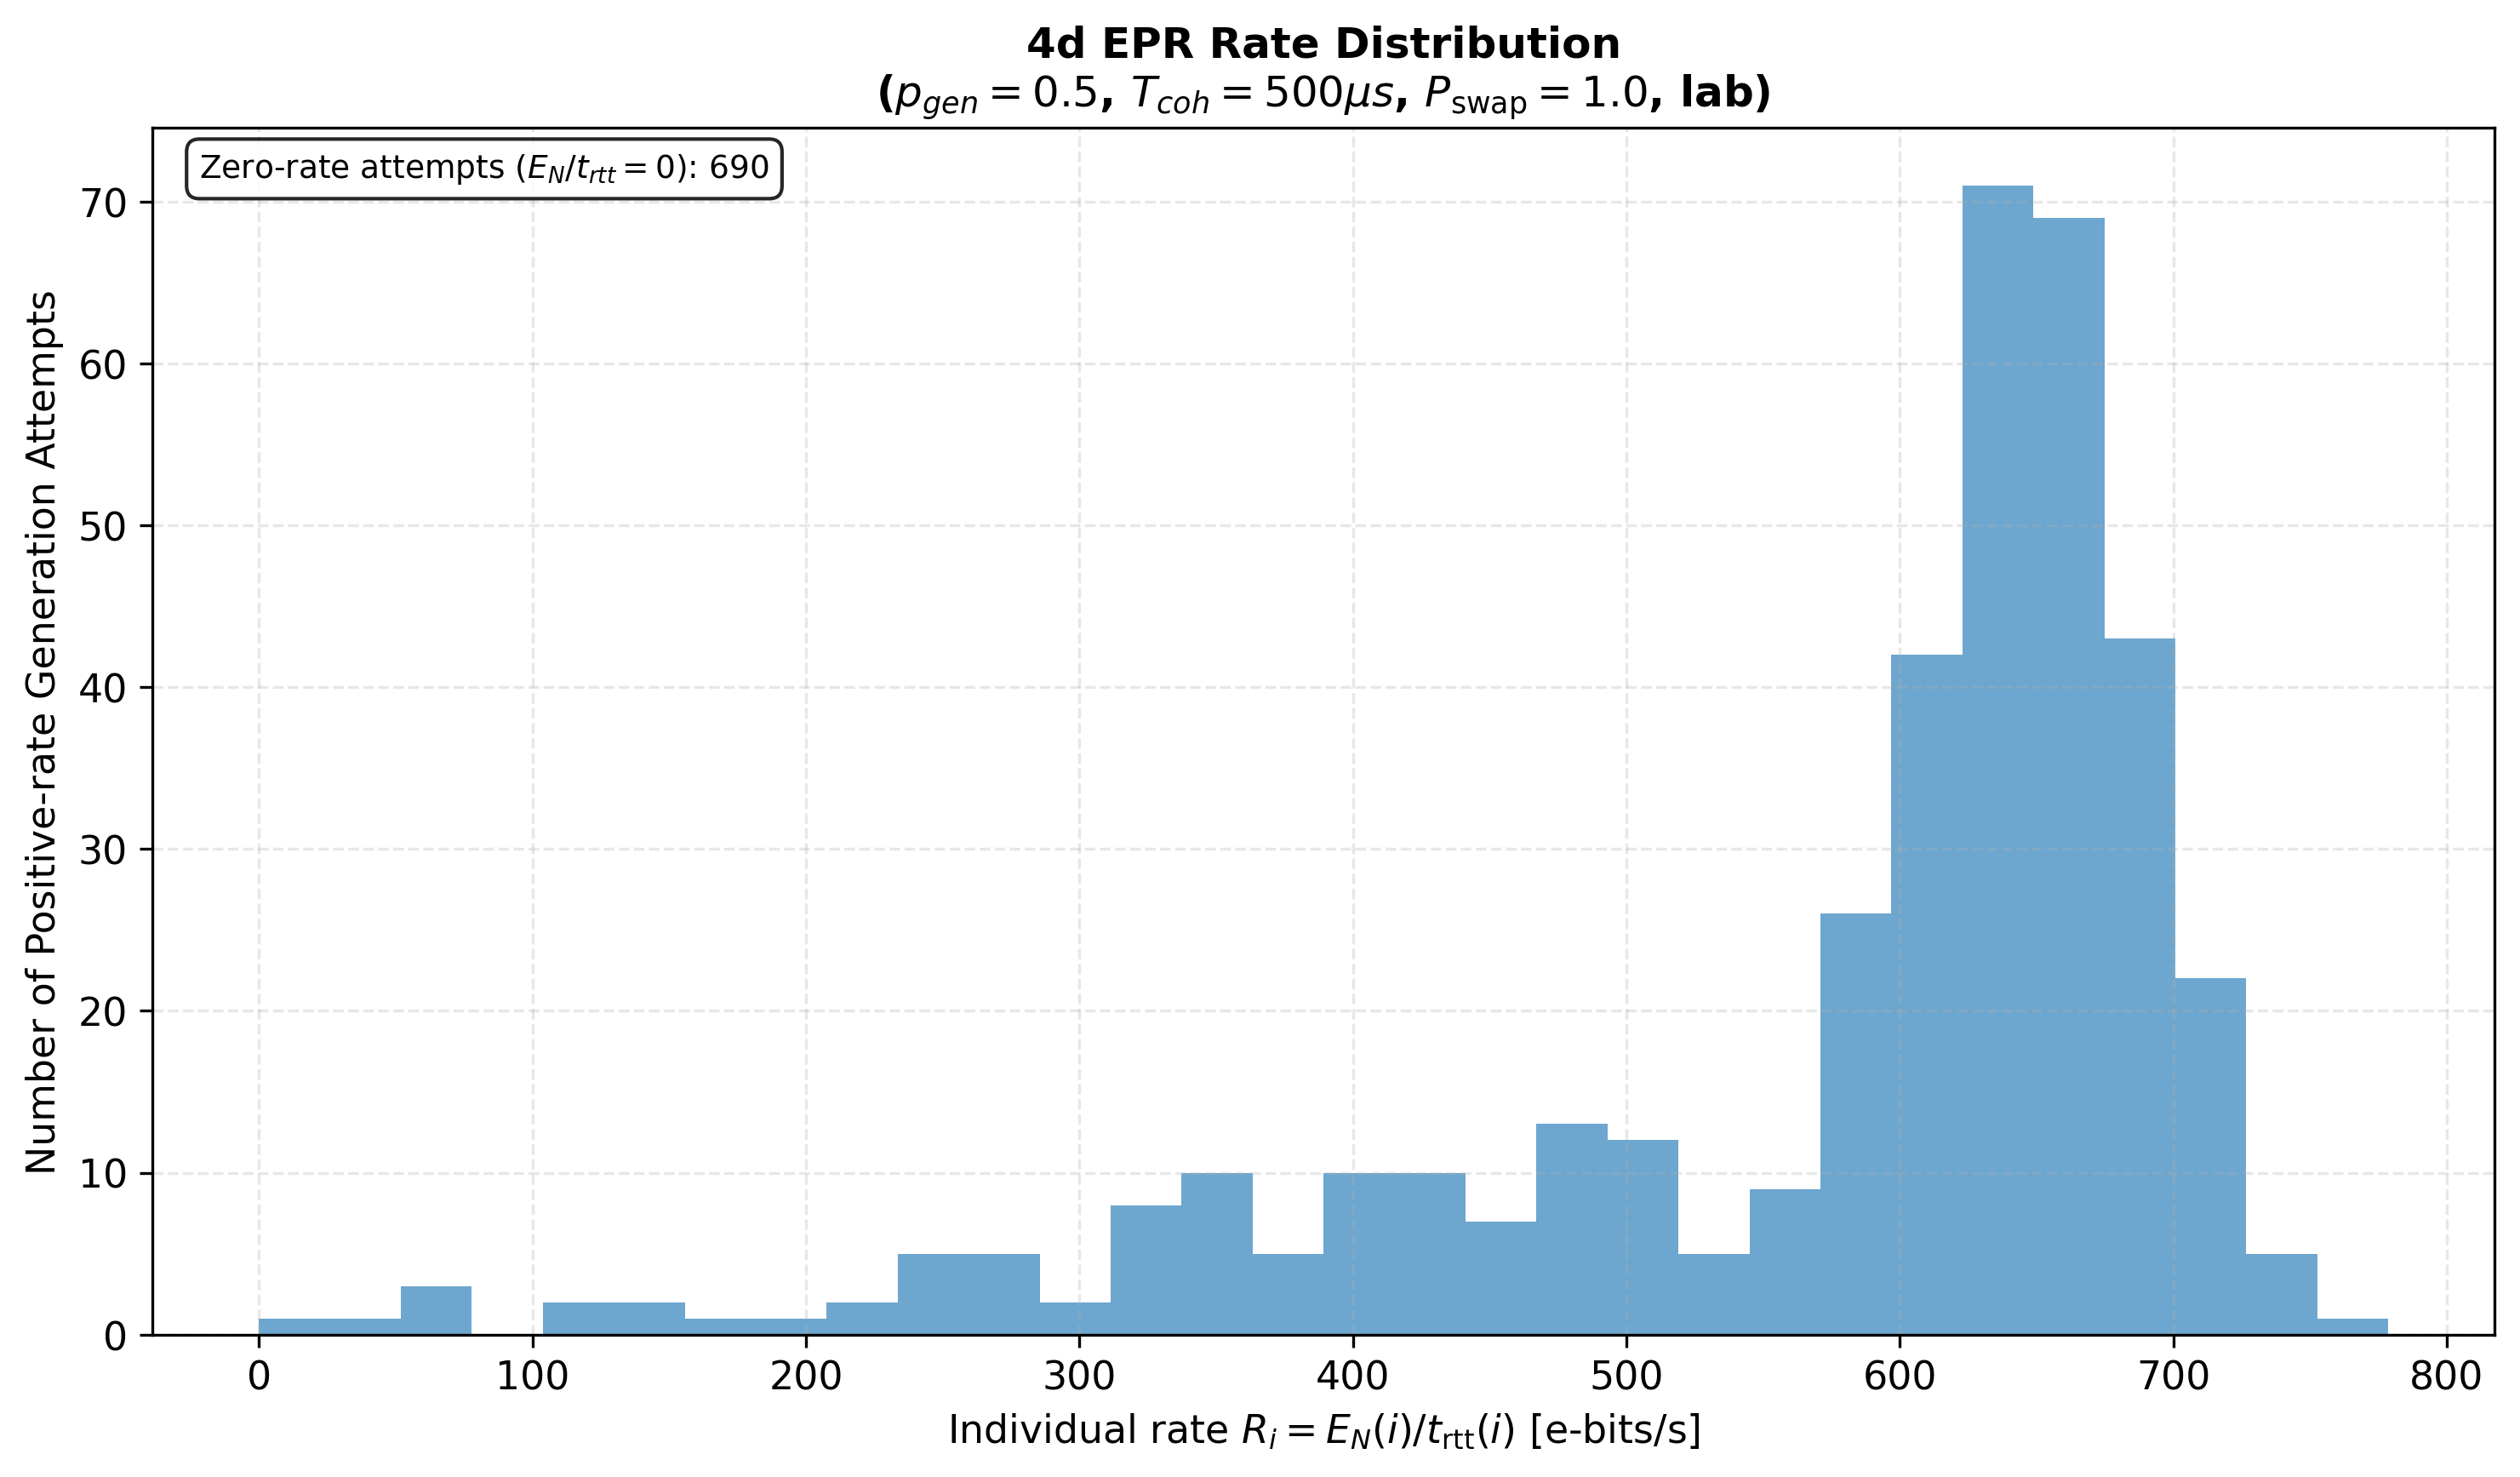 4d EPR Rate Distribution
(p_gen = 0.5, T_coh = 500μs, P_swap = 1.0, lab)
Zero-rate attempts (E_N/t_rtt = 0): 690
Number of Positive-rate Generation Attempts
70
60
50
40
30
20
10
0
0 100 200 300 400 500 600 700 800
Individual rate R_i = E_N(i)/t_rtt(i) [e-bits/s]